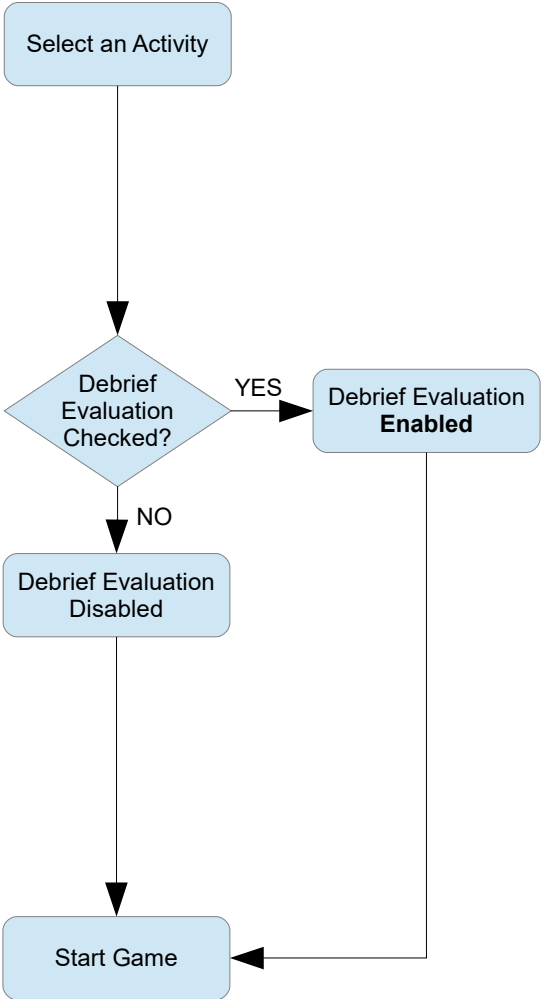 Select an Activity
Debrief
Evaluation
Checked?
YES
Debrief Evaluation
Enabled
NO
Debrief Evaluation
Disabled
Start Game